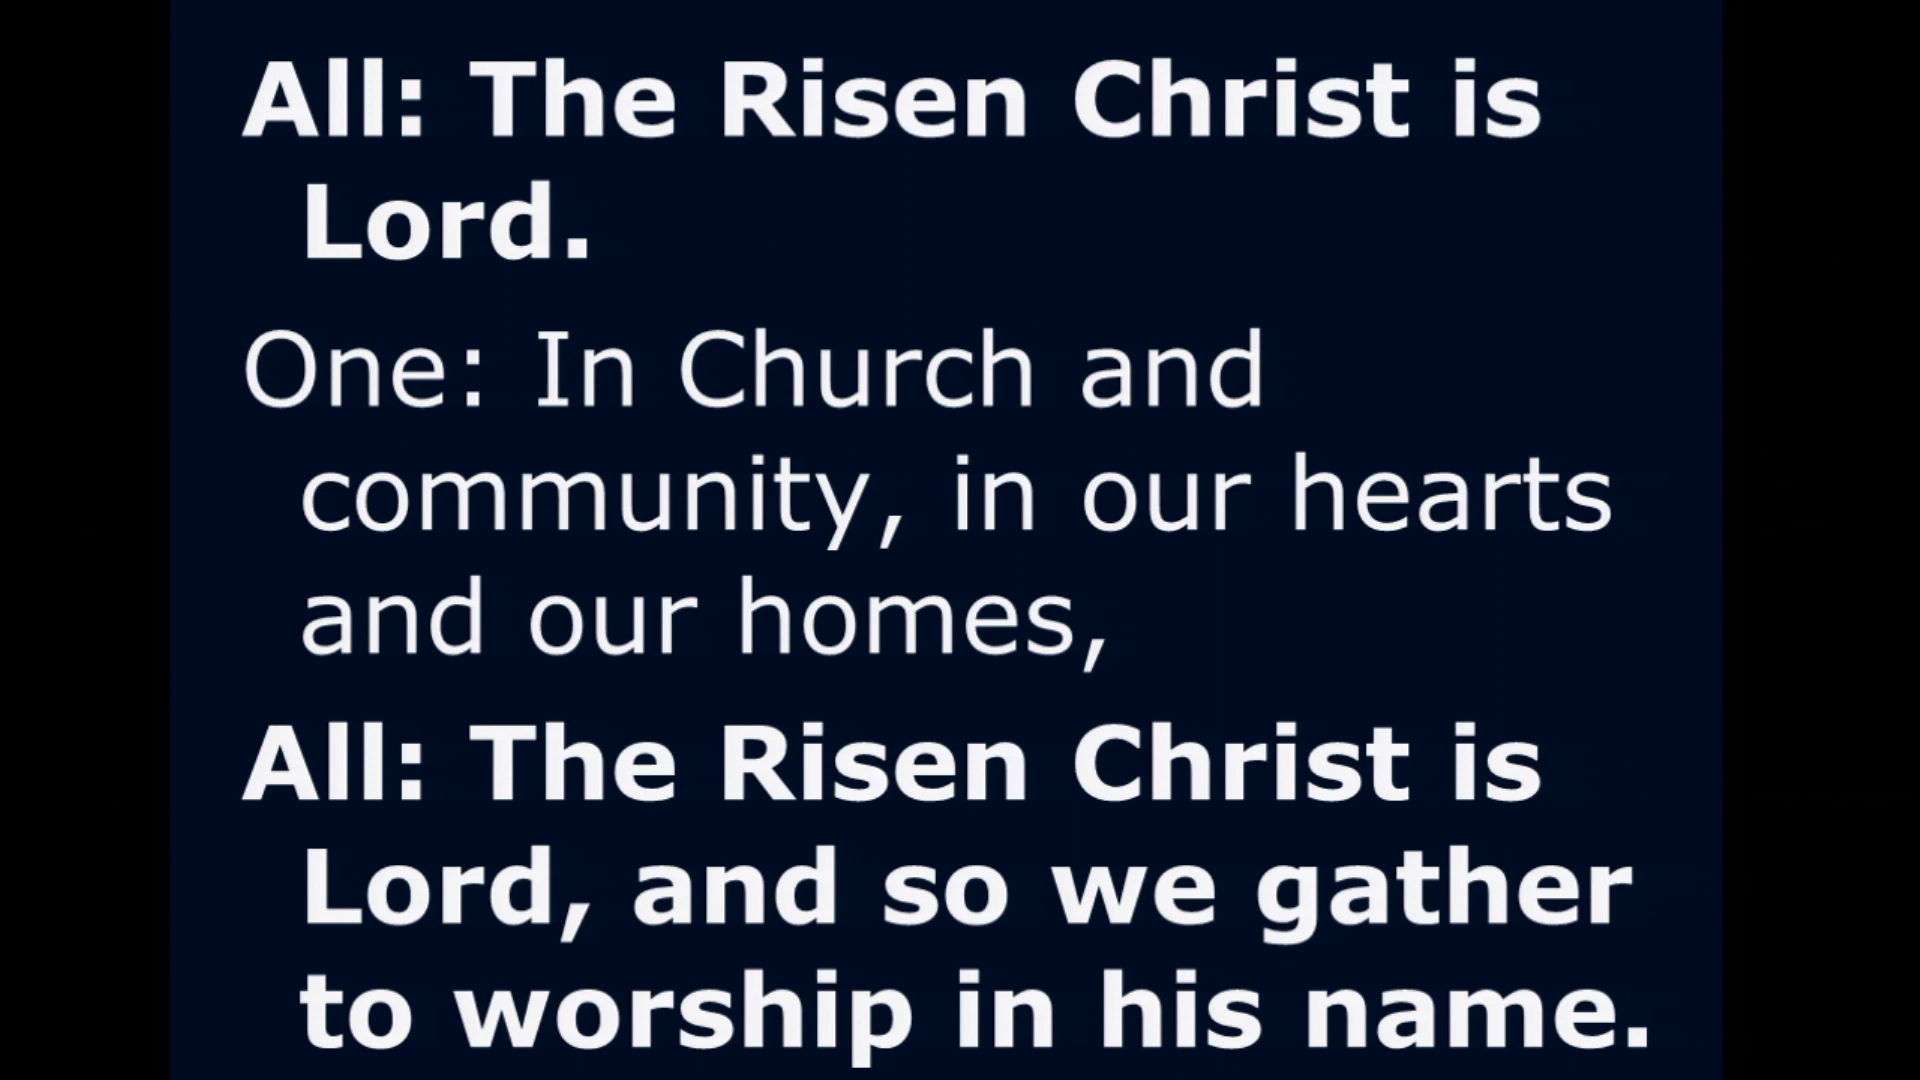 All: The Risen Christ is
Lord.
One: In Church and
community, in our hearts
and our homes,
All: The Risen Christ is
Lord, and so we gather
to worship in his name.